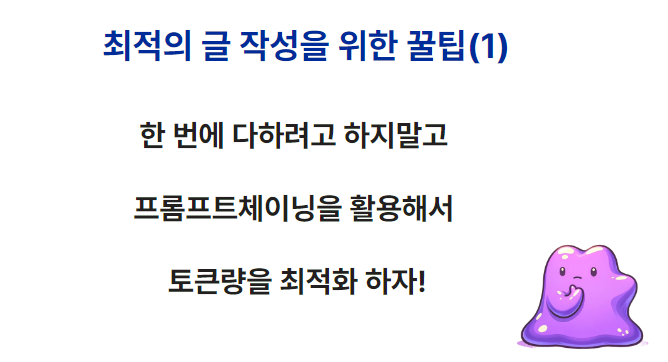 최적의 글 작성을 위한 꿀팁(1)
한 번에 다하려고 하지말고
프롬프트체이닝을 활용해서
토큰량을 최적화 하자!